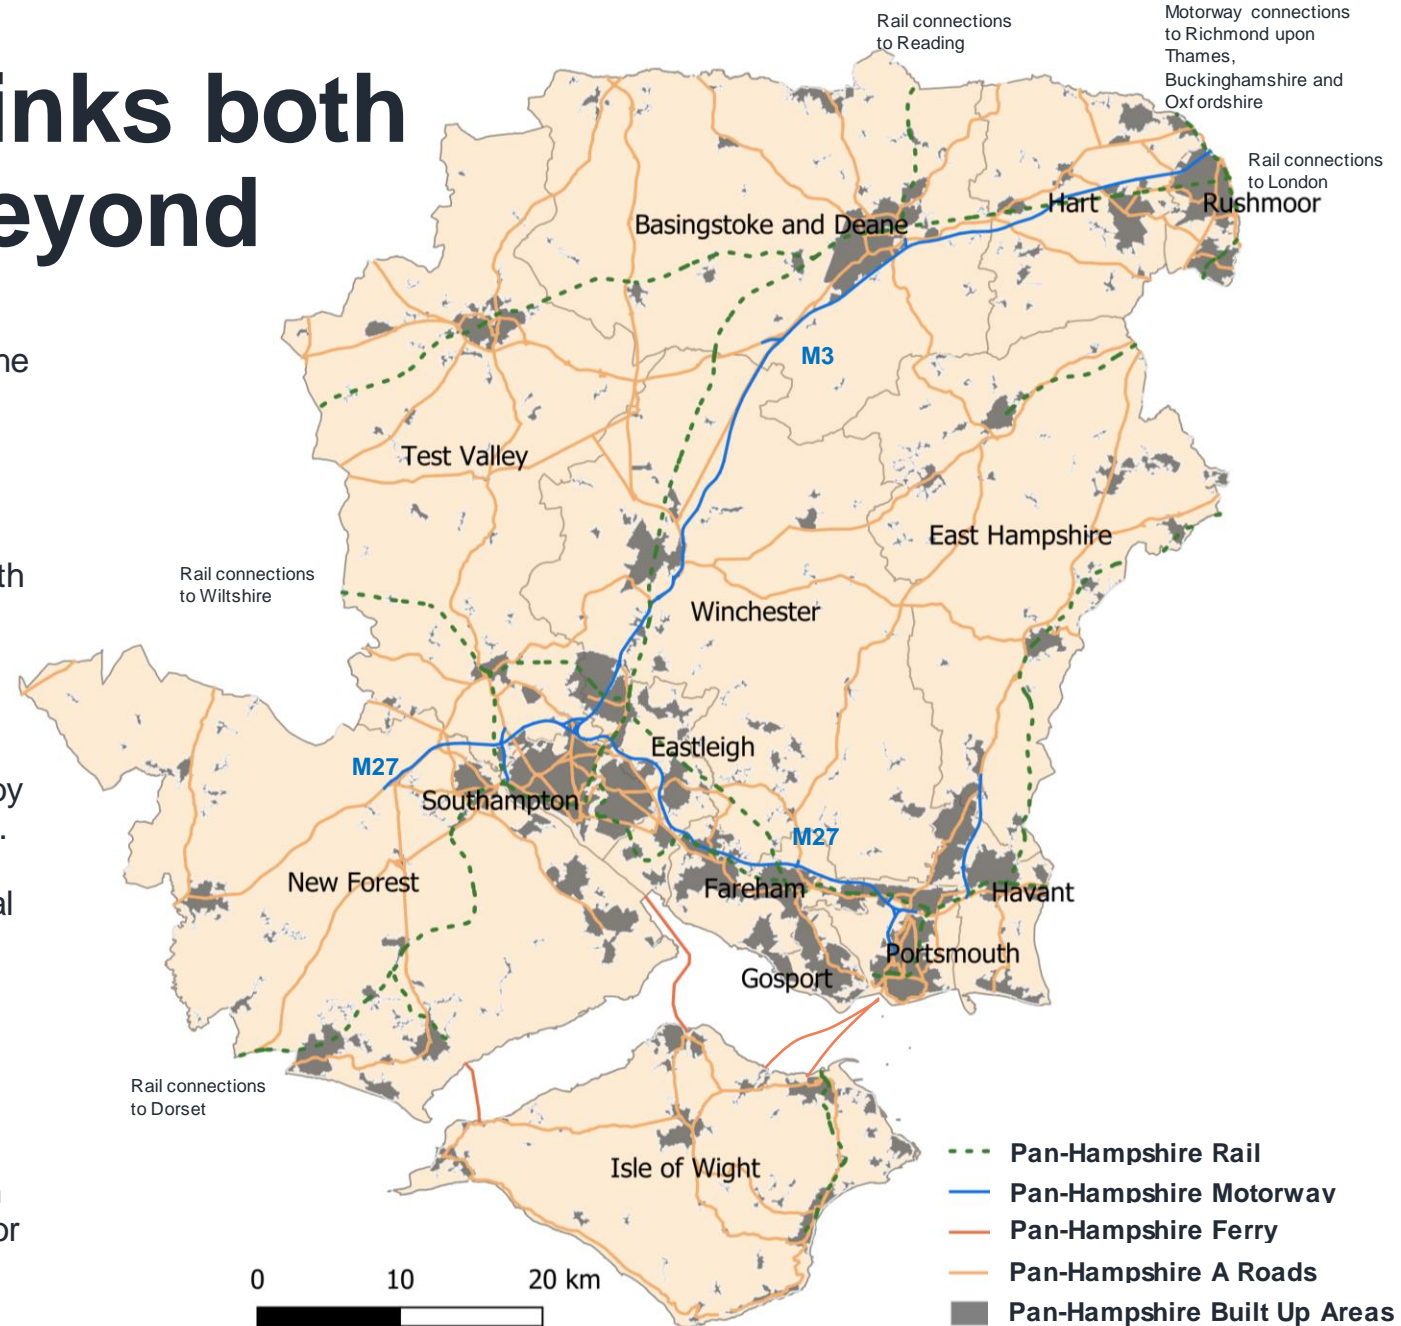 inks both
eyond
ne
th
by
.
al
or
Rail connections
to Reading
Motorway connections
to Richmond upon
Thames,
Buckinghamshire and
Oxfordshire
Rail connections
to London
Basingstoke and Deane
Hart
Rushmoor
M3
Test Valley
East Hampshire
Rail connections
to Wiltshire
Winchester
Eastleigh
M27
Southampton
M27
New Forest
Fareham
Havant
Portsmouth
Gosport
Rail connections
to Dorset
Isle of Wight
0 10 20 km
Pan-Hampshire Rail
Pan-Hampshire Motorway
Pan-Hampshire Ferry
Pan-Hampshire A Roads
Pan-Hampshire Built Up Areas